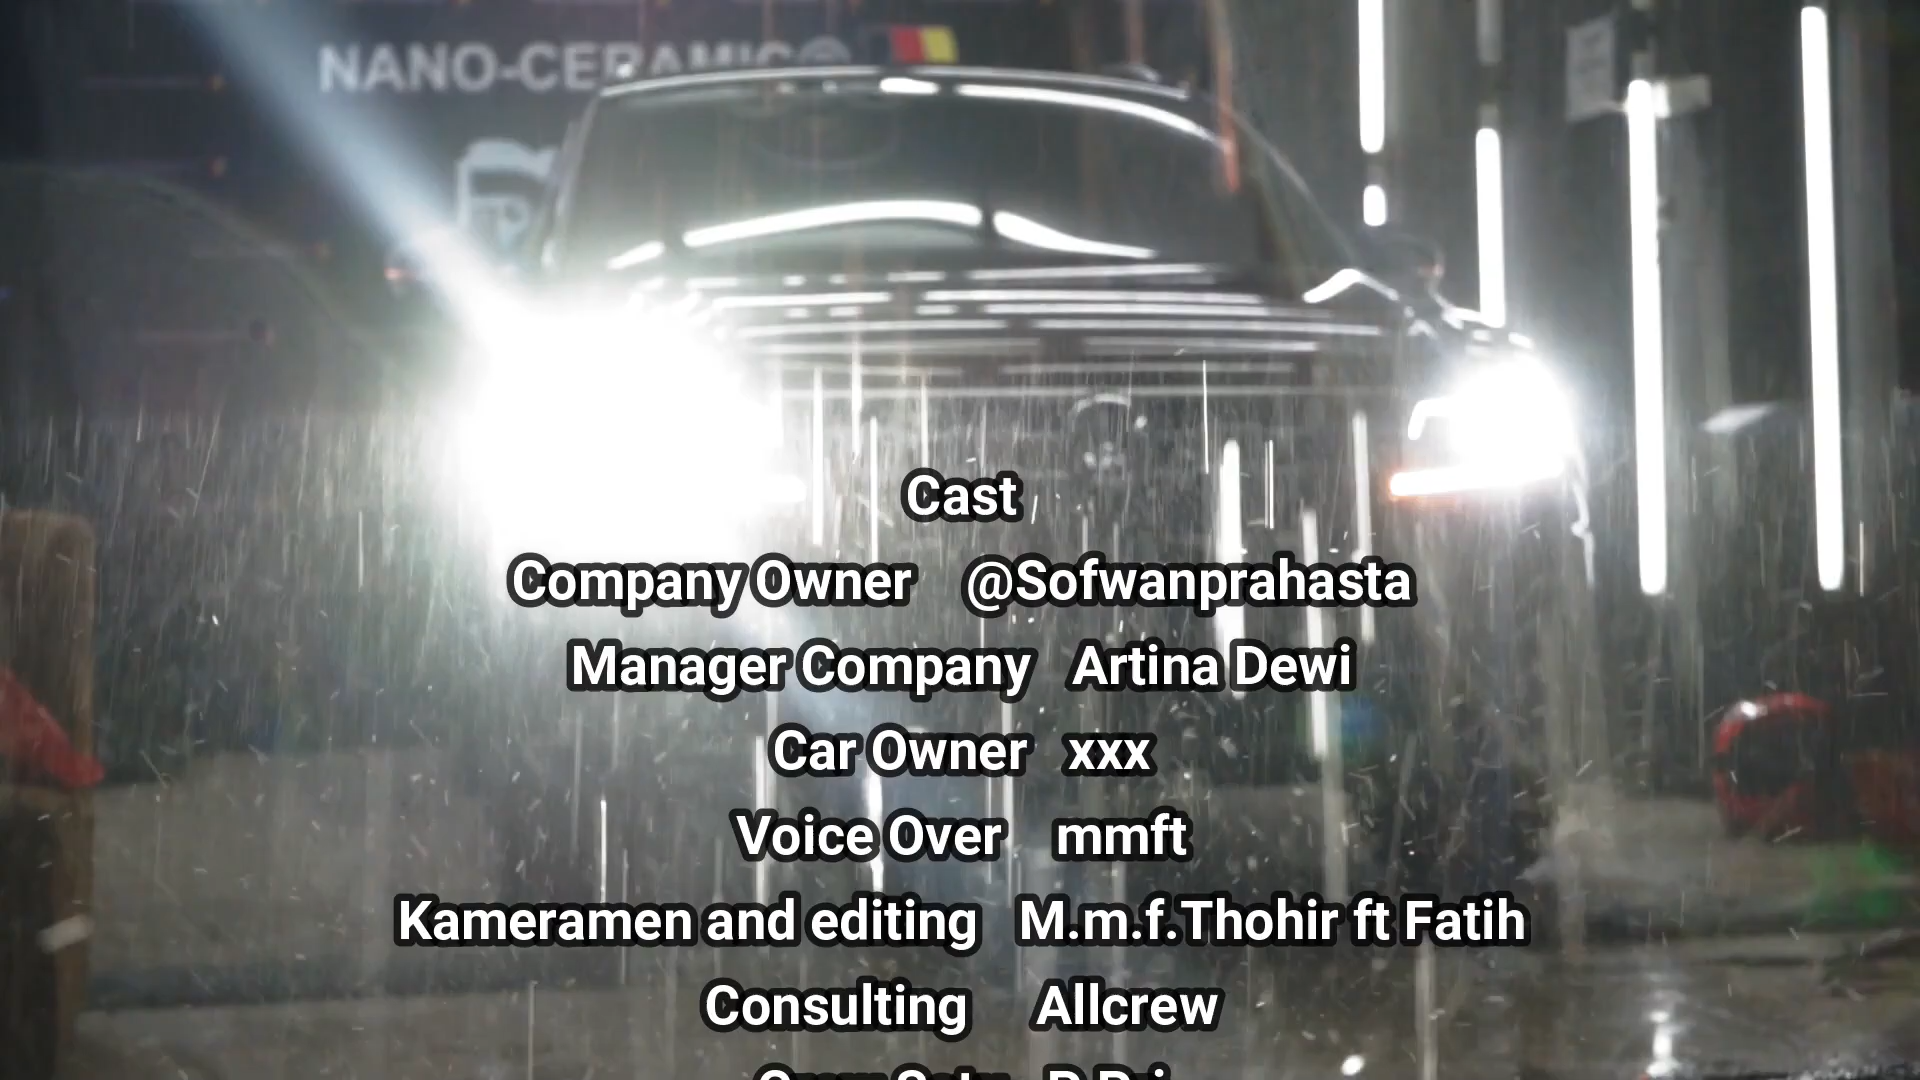 NANO-CERAMIC®
Cast
Company Owner @Sofwanprahasta
Manager Company Artina Dewi
Car Owner xxx
Voice Over mmft
Kameramen and editing M.m.f.Thohir ft Fatih
Consulting Allcrew